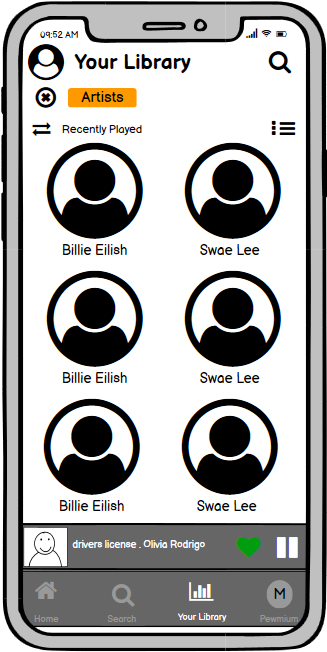 09:52 AM
Your Library
Artists
Recently Played
Billie Eilish Swae Lee
Billie Eilish Swae Lee
Billie Eilish Swae Lee
drivers license . Olivia Rodrigo
M
Home Search Your Library Pewmium